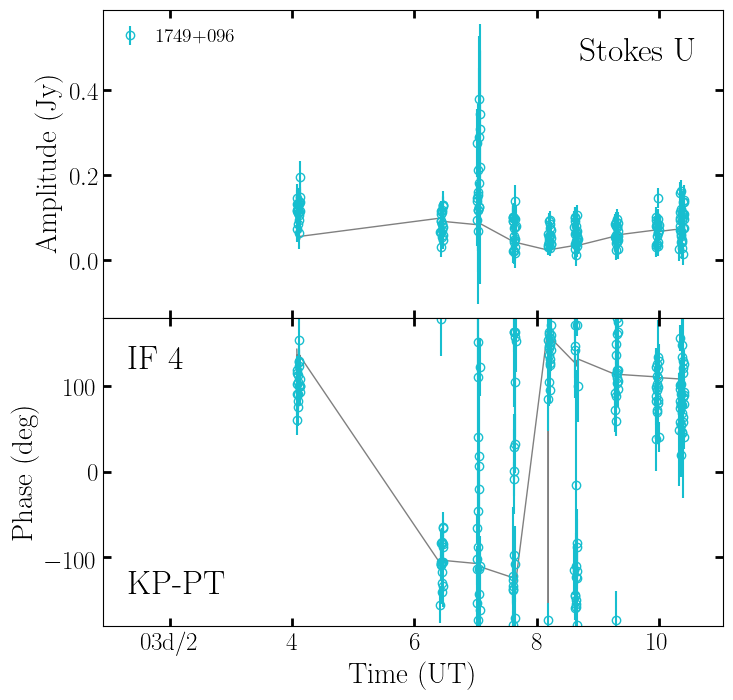 1749+096
Stokes U
Amplitude (Jy)
0.4
0.2
0.0
IF 4
KP-PT
Phase (deg)
100
0
−100
03d/2
4
6
8
10
Time (UT)